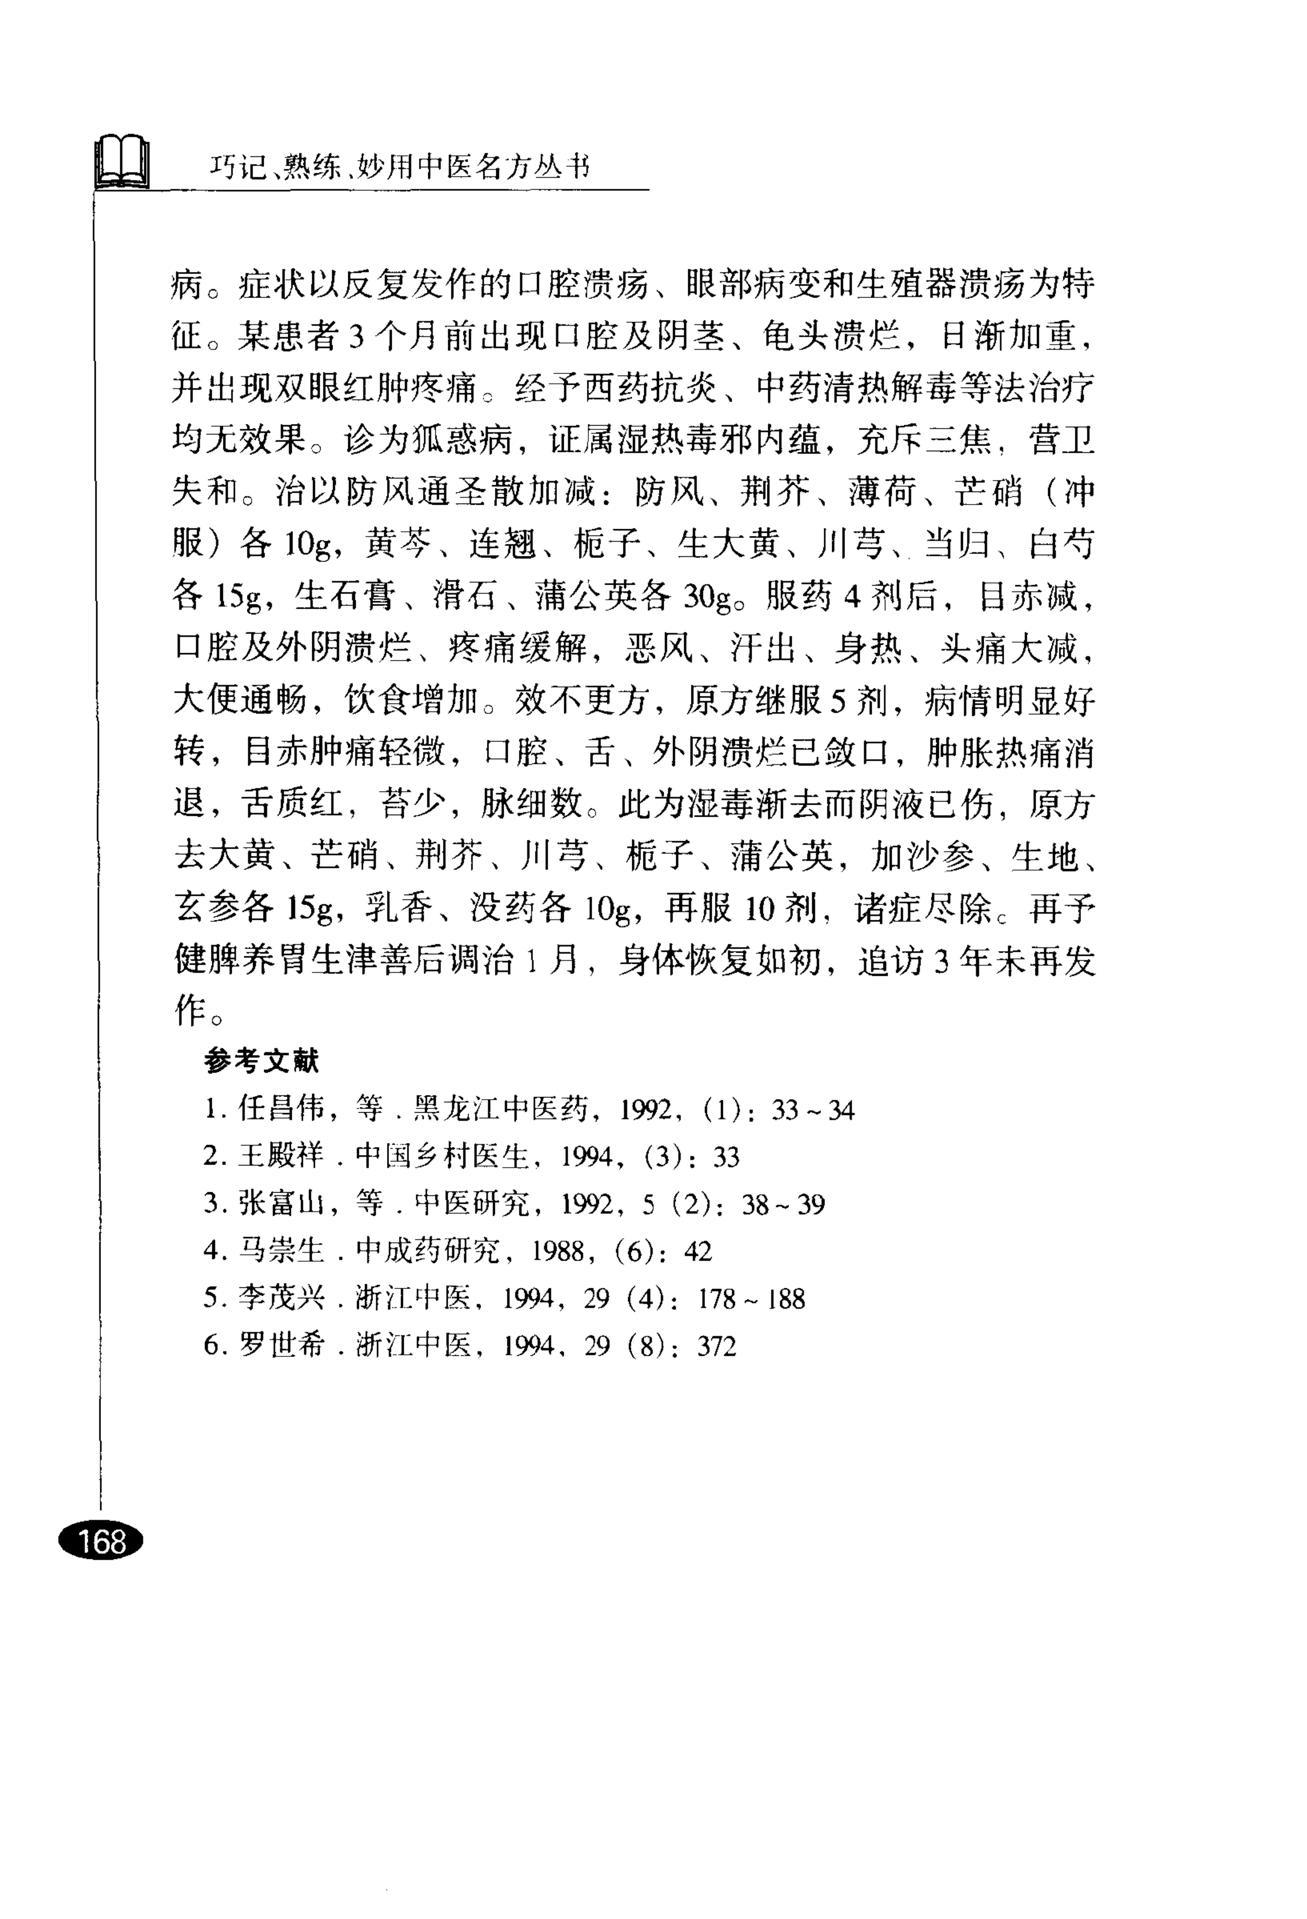 巧记、熟练、妙用中医名方丛书
病。症状以反复发作的口腔溃疡、眼部病变和生殖器溃疡为特
征。某患者3个月前出现口腔及阴茎、龟头溃烂，日渐加重，
并出现双眼红肿疼痛。经予西药抗炎、中药清热解毒等法治疗
均无效果。诊为狐惑病，证属湿热毒邪内蕴，充斥三焦，营卫
失和。治以防风通圣散加减：防风、荆芥、薄荷、芒硝（冲
服）各10g，黄芩、连翘、栀子、生大黄、川芎、当归、白芍
各15g，生石膏、滑石、蒲公英各30g。服药4剂后，目赤减，
口腔及外阴溃烂、疼痛缓解，恶风、汗出、身热、头痛大减，
大便通畅，饮食增加。效不更方，原方继服5剂，病情明显好
转，目赤肿痛轻微，口腔、舌、外阴溃烂已敛口，肿胀热痛消
退，舌质红，苔少，脉细数。此为湿毒渐去而阴液已伤，原方
去大黄、芒硝、荆芥、川芎、栀子、蒲公英，加沙参、生地、
玄参各15g，乳香、没药各10g，再服10剂，诸症尽除。再予
健脾养胃生津善后调治1月，身体恢复如初，追访3年未再发
作。
参考文献
1. 任昌伟，等．黑龙江中医药，1992，（1）：33～34
2. 王殿祥．中国乡村医生，1994，（3）：33
3. 张富山，等．中医研究，1992，5（2）：38～39
4. 马崇生．中成药研究，1988，（6）：42
5. 李茂兴．浙江中医，1994，29（4）：178～188
6. 罗世希．浙江中医，1994，29（8）：372
168